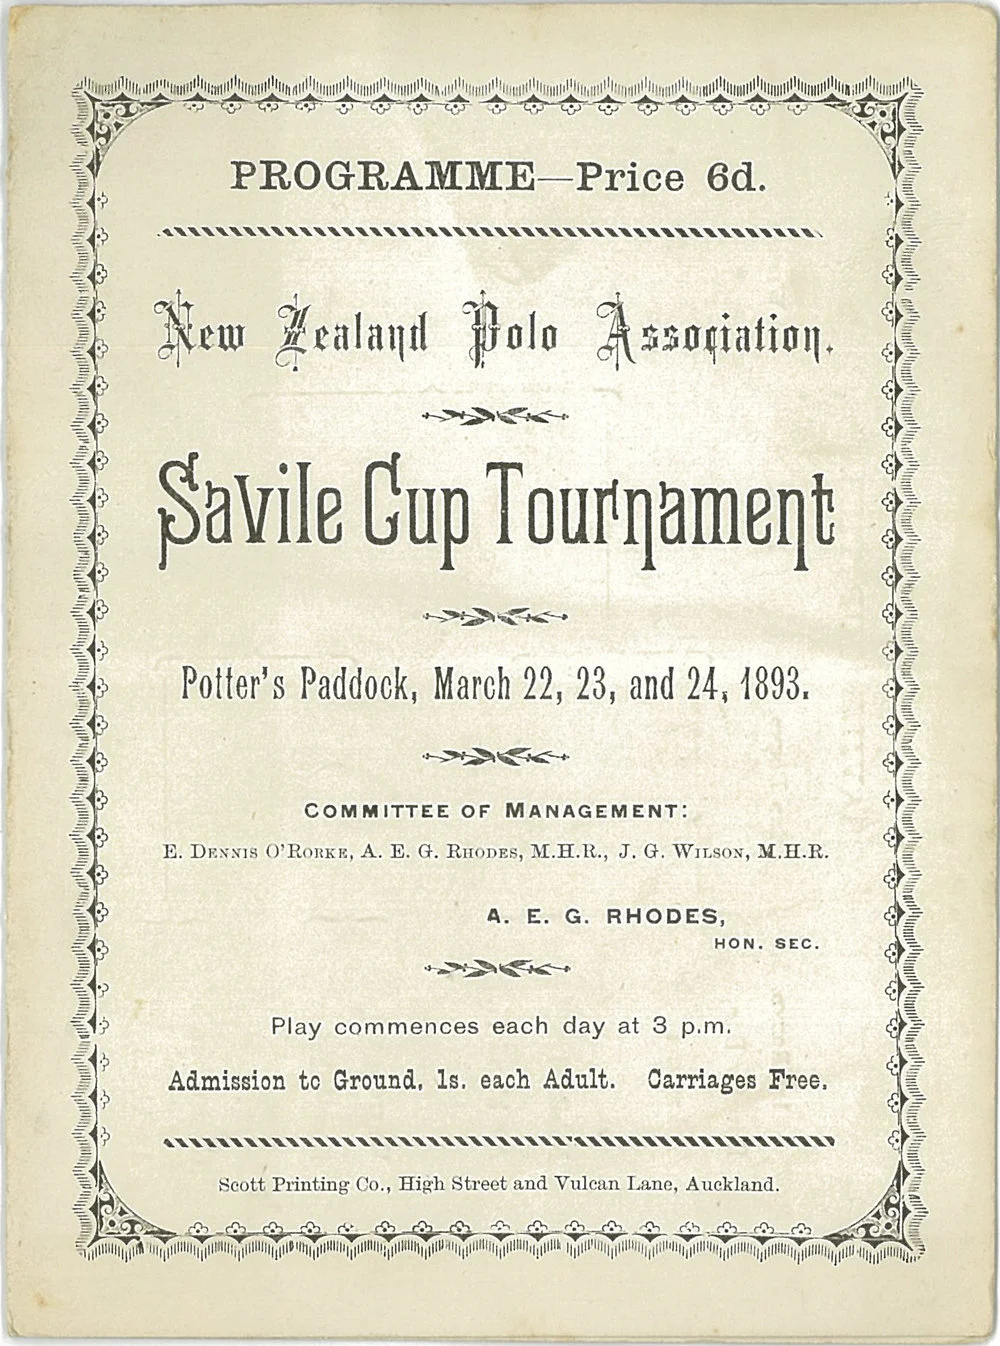 PROGRAMME—Price 6d.
New Zealand Polo Association.
Savile Cup Tournament
Potter's Paddock, March 22, 23, and 24, 1893.
COMMITTEE OF MANAGEMENT:
E. DENNIS O'RORKE, A. E. G. RHODES, M.H.R., J. G. WILSON, M.H.R.
A. E. G. RHODES,
HON. SEC.
Play commences each day at 3 p.m.
Admission to Ground, 1s. each Adult. Carriages Free.
Scott Printing Co., High Street and Vulcan Lane, Auckland.